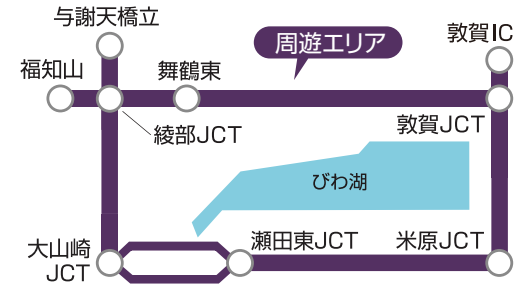 与謝天橋立
周遊エリア
敦賀IC
福知山
舞鶴東
綾部JCT
敦賀JCT
びわ湖
大山崎
JCT
瀬田東JCT
米原JCT